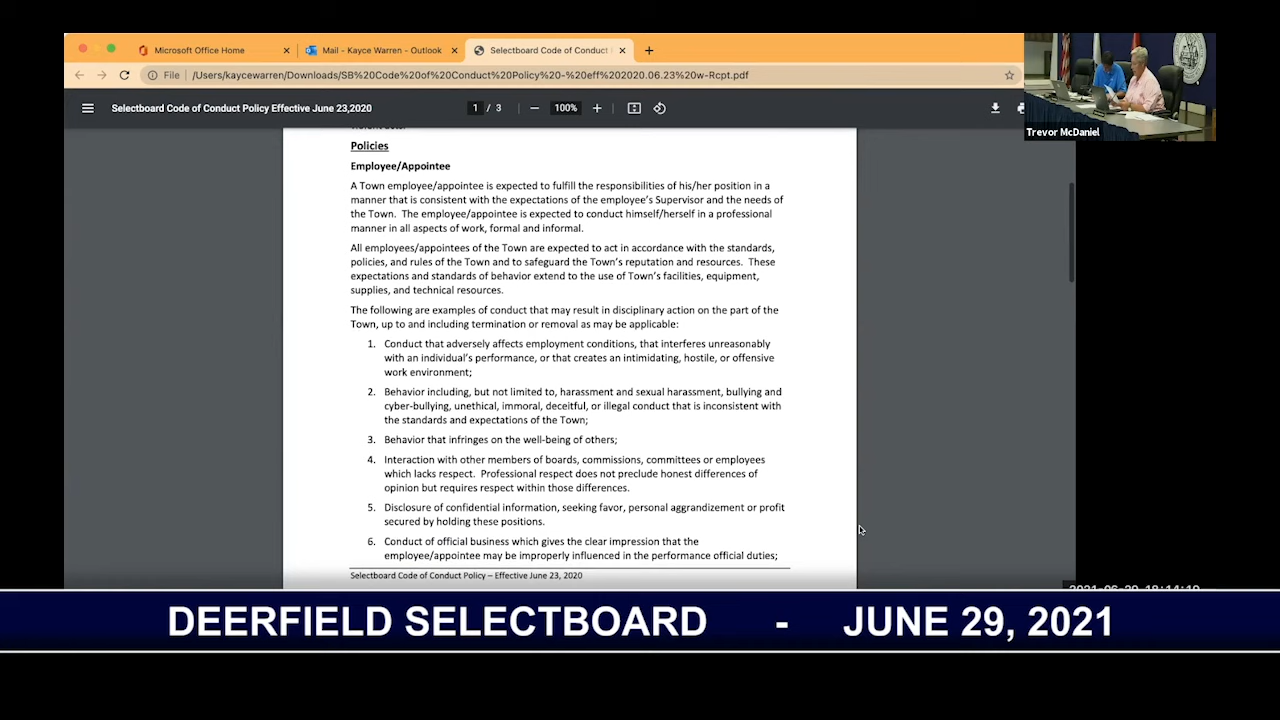 Microsoft Office Home
Mail - Kayce Warren - Outlook
Selectboard Code of Conduct
File
/Users/kaycewarren/Downloads/SB%20Code%20of%20Conduct%20Policy%20-%20eff%202020.06.23%20w-Rcpt.pdf
Selectboard Code of Conduct Policy Effective June 23,2020
1 / 3
100%
Trevor McDaniel
Policies
Employee/Appointee
A Town employee/appointee is expected to fulfill the responsibilities of his/her position in a
manner that is consistent with the expectations of the employee's Supervisor and the needs of
the Town. The employee/appointee is expected to conduct himself/herself in a professional
manner in all aspects of work, formal and informal.
All employees/appointees of the Town are expected to act in accordance with the standards,
policies, and rules of the Town and to safeguard the Town's reputation and resources. These
expectations and standards of behavior extend to the use of Town's facilities, equipment,
supplies, and technical resources.
The following are examples of conduct that may result in disciplinary action on the part of the
Town, up to and including termination or removal as may be applicable:
1. Conduct that adversely affects employment conditions, that interferes unreasonably
with an individual's performance, or that creates an intimidating, hostile, or offensive
work environment;
2. Behavior including, but not limited to, harassment and sexual harassment, bullying and
cyber-bullying, unethical, immoral, deceitful, or illegal conduct that is inconsistent with
the standards and expectations of the Town;
3. Behavior that infringes on the well-being of others;
4. Interaction with other members of boards, commissions, committees or employees
which lacks respect. Professional respect does not preclude honest differences of
opinion but requires respect within those differences.
5. Disclosure of confidential information, seeking favor, personal aggrandizement or profit
secured by holding these positions.
6. Conduct of official business which gives the clear impression that the
employee/appointee may be improperly influenced in the performance official duties;
Selectboard Code of Conduct Policy – Effective June 23, 2020
DEERFIELD SELECTBOARD - JUNE 29, 2021